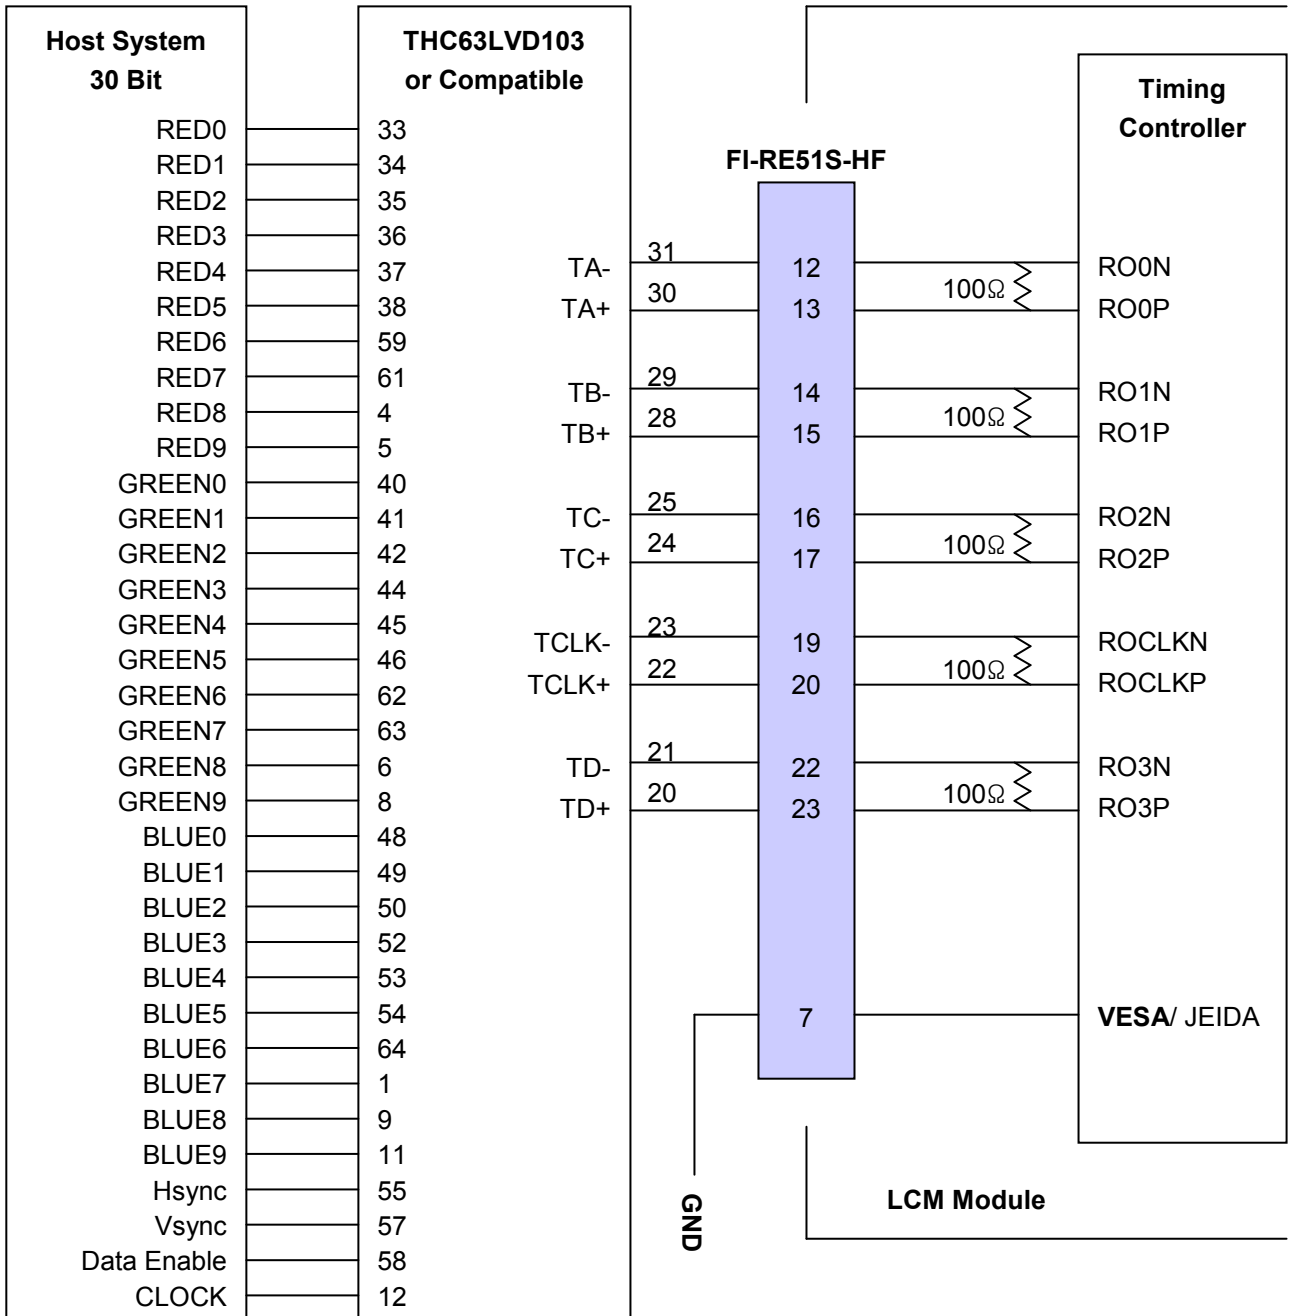 Host System
30 Bit
RED0
RED1
RED2
RED3
RED4
RED5
RED6
RED7
RED8
RED9
GREEN0
GREEN1
GREEN2
GREEN3
GREEN4
GREEN5
GREEN6
GREEN7
GREEN8
GREEN9
BLUE0
BLUE1
BLUE2
BLUE3
BLUE4
BLUE5
BLUE6
BLUE7
BLUE8
BLUE9
Hsync
Vsync
Data Enable
CLOCK
THC63LVD103
or Compatible
33
34
35
36
37
38
59
61
4
5
40
41
42
44
45
46
62
63
6
8
48
49
50
52
53
54
64
1
9
11
55
57
58
12
TA-
TA+
TB-
TB+
TC-
TC+
TCLK-
TCLK+
TD-
TD+
31
30
29
28
25
24
23
22
21
20
GND
FI-RE51S-HF
12
13
14
15
16
17
19
20
22
23
7
100Ω
100Ω
100Ω
100Ω
100Ω
Timing
Controller
RO0N
RO0P
RO1N
RO1P
RO2N
RO2P
ROCLKN
ROCLKP
RO3N
RO3P
VESA/ JEIDA
LCM Module